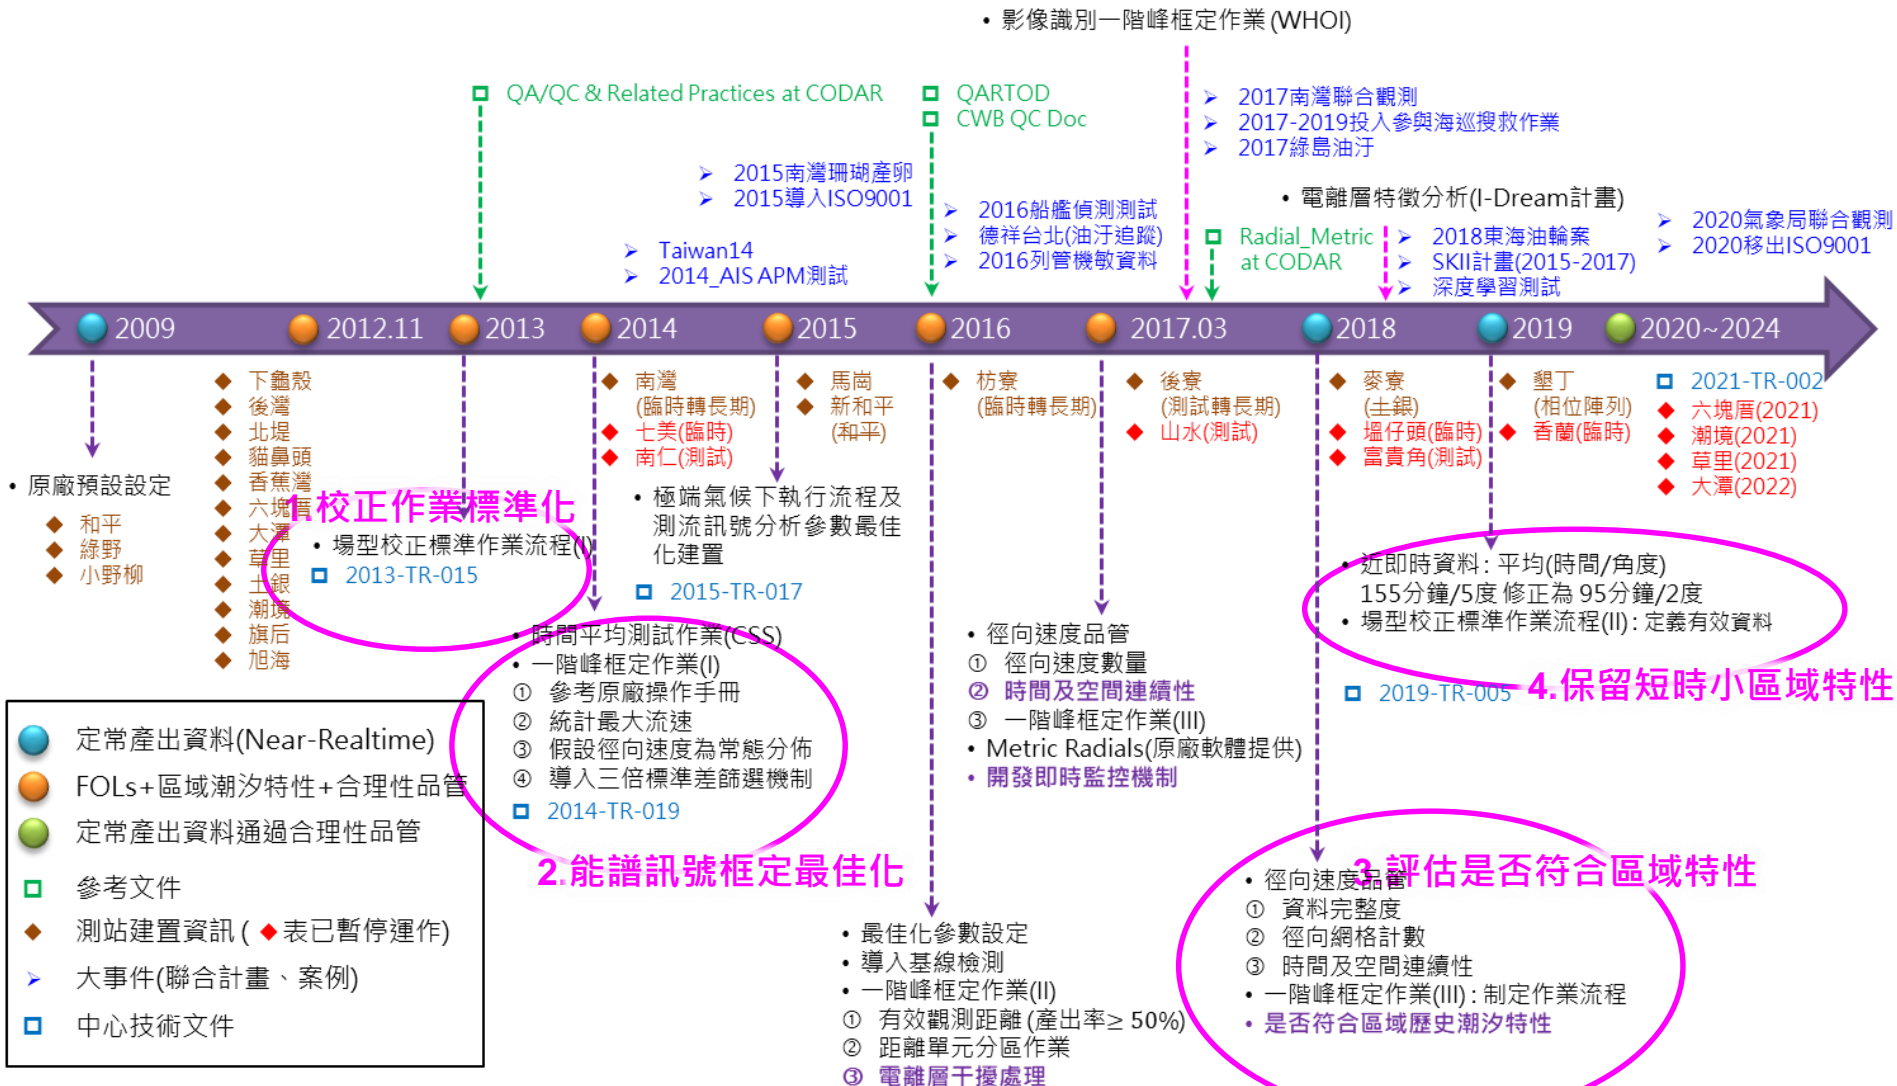 • 影像識別一階峰框定作業(WHOI)
QA/QC & Related Practices at CODAR
QARTOD
CWB QC Doc
2017南灣聯合觀測
2017-2019投入參與海巡搜救作業
2017綠島油汙
2015南灣珊瑚產卵
2015導入ISO9001
Taiwan14
2014_AIS APM測試
2016船艦偵測測試
德祥台北(油汙追蹤)
2016列管機敏資料
• 電離層特徵分析(I-Dream計畫)
Radial_Metric
at CODAR
2018東海油輪案
SKII計畫(2015-2017)
深度學習測試
2020氣象局聯合觀測
2020移出ISO9001
2009
2012.11
2013
2014
2015
2016
2017.03
2018
2019
2020~2024
• 原廠預設設定
和平
綠野
小野柳
下龜殼
後灣
北堤
貓鼻頭
香蕉灣
六塊厝
大潭
草里
土銀
潮境
旗后
旭海
1.校正作業標準化
• 場型校正標準作業流程(I)
2013-TR-015
南灣
(臨時轉長期)
七美(臨時)
南仁(測試)
• 時間平均測試作業(CSS)
• 一階峰框定作業(I)
① 參考原廠操作手冊
② 統計最大流速
③ 假設徑向速度為常態分佈
④ 導入三倍標準差篩選機制
2014-TR-019
2.能譜訊號框定最佳化
馬崗
新和平
(和平)
• 極端氣候下執行流程及
測流訊號分析參數最佳
化建置
2015-TR-017
枋寮
(臨時轉長期)
• 最佳化參數設定
• 導入基線檢測
• 一階峰框定作業(II)
① 有效觀測距離(產出率≥ 50%)
② 距離單元分區作業
③ 電離層干擾處理
後寮
(測試轉長期)
山水(測試)
• 徑向速度品管
① 徑向速度數量
② 時間及空間連續性
③ 一階峰框定作業(III)
• Metric Radials(原廠軟體提供)
• 開發即時監控機制
麥寮
(土銀)
塭仔頭(臨時)
富貴角(測試)
3.評估是否符合區域特性
• 徑向速度品管
① 資料完整度
② 徑向網格計數
③ 時間及空間連續性
• 一階峰框定作業(III): 制定作業流程
• 是否符合區域歷史潮汐特性
墾丁
(相位陣列)
香蘭(臨時)
• 近即時資料: 平均(時間/角度)
155分鐘/5度 修正為 95分鐘/2度
• 場型校正標準作業流程(II): 定義有效資料
2019-TR-005
4.保留短時小區域特性
2021-TR-002
六塊厝(2021)
潮境(2021)
草里(2021)
大潭(2022)
定常產出資料(Near-Realtime)
FOLs+區域潮汐特性+合理性品管
定常產出資料通過合理性品管
參考文件
測站建置資訊 ( ◆表已暫停運作)
大事件(聯合計畫、案例)
中心技術文件